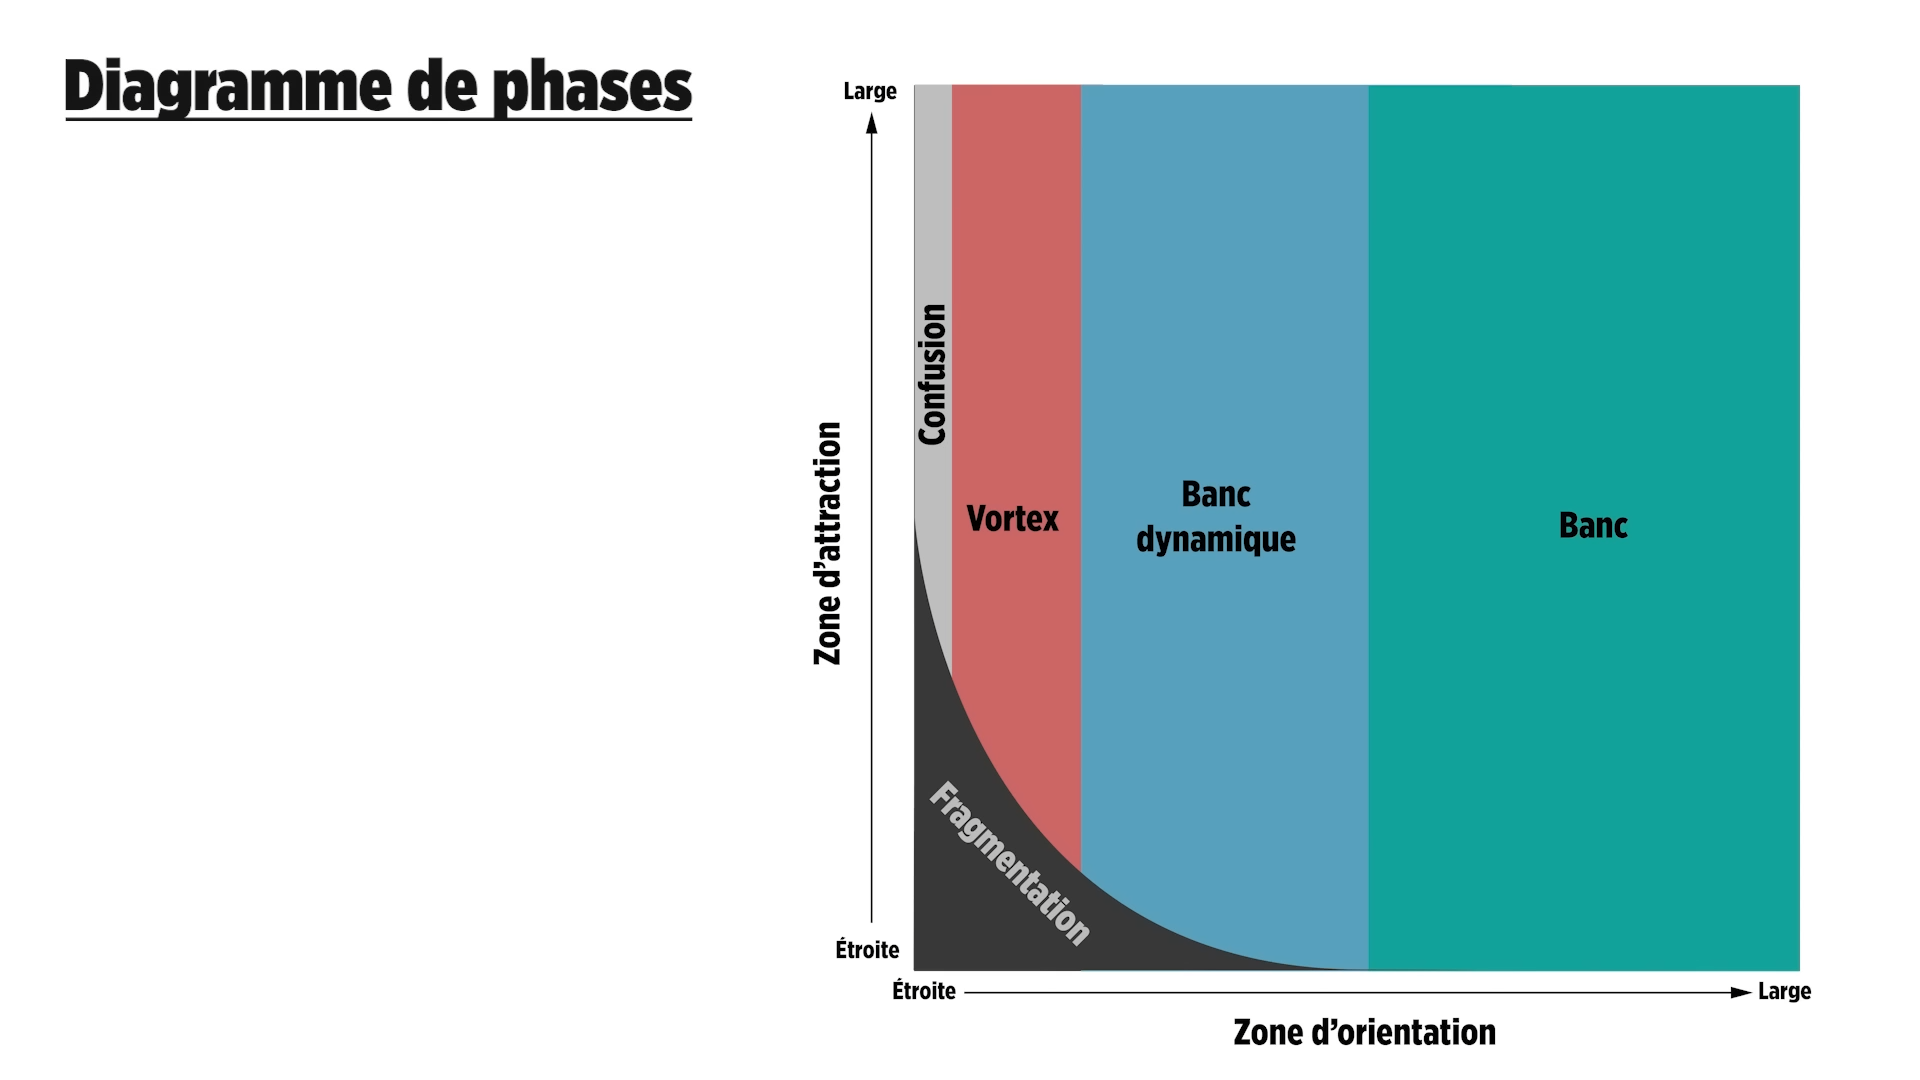 Diagramme de phases
Large
Zone d’attraction
Étroite
Confusion
Vortex
Banc
dynamique
Banc
Fragmentation
Étroite
Large
Zone d’orientation